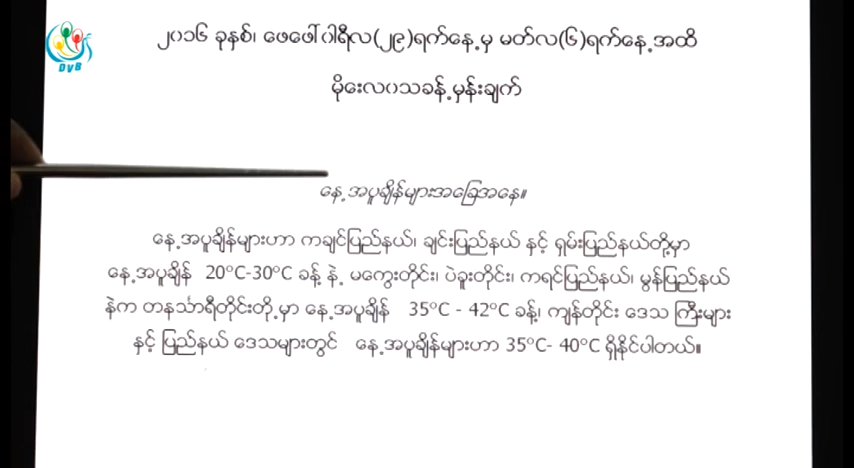 DVB
၂၀၁၆ ခုနှစ်၊ ဖေဖေါ်ဝါရီလ(၂၉)ရက်နေ့မှ မတ်လ(၆)ရက်နေ့အထိ
မိုးလေဝသခန့်မှန်းချက်
နေ့အပူချိန်များအခြေအနေ။
နေ့အပူချိန်များဟာ ကချင်ပြည်နယ်၊ ချင်းပြည်နယ် နှင့် ရှမ်းပြည်နယ်တို့မှာ
နေ့အပူချိန် 20°C-30°C ခန့် နဲ့ မကွေးတိုင်း၊ ပဲခူးတိုင်း၊ ကရင်ပြည်နယ်၊ မွန်ပြည်နယ်
နဲက တနင်္သာရီတိုင်းတို့မှာ နေ့အပူချိန် 35°C - 42°C ခန့်၊ ကျန်တိုင်း ဒေသ ကြီးများ
နှင့် ပြည်နယ် ဒေသများတွင် နေ့အပူချိန်များဟာ 35°C- 40°C ရှိနိုင်ပါတယ်။